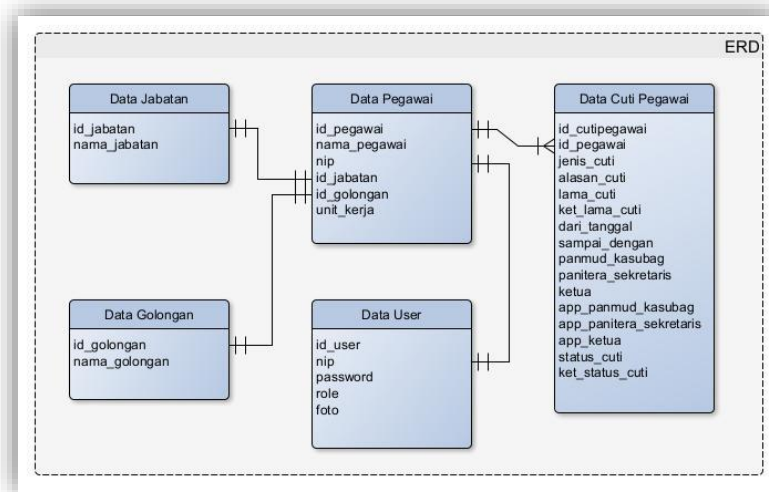 ERD
Data Jabatan
id_jabatan
nama_jabatan
Data Pegawai
id_pegawai
nama_pegawai
nip
id_jabatan
id_golongan
unit_kerja
Data Cuti Pegawai
id_cutipegawai
id_pegawai
jenis_cuti
alasan_cuti
lama_cuti
ket_lama_cuti
dari_tanggal
sampai_dengan
panmud_kasubag
panitera_sekretaris
ketua
app_panmud_kasubag
app_panitera_sekretaris
app_ketua
status_cuti
ket_status_cuti
Data Golongan
id_golongan
nama_golongan
Data User
id_user
nip
password
role
foto